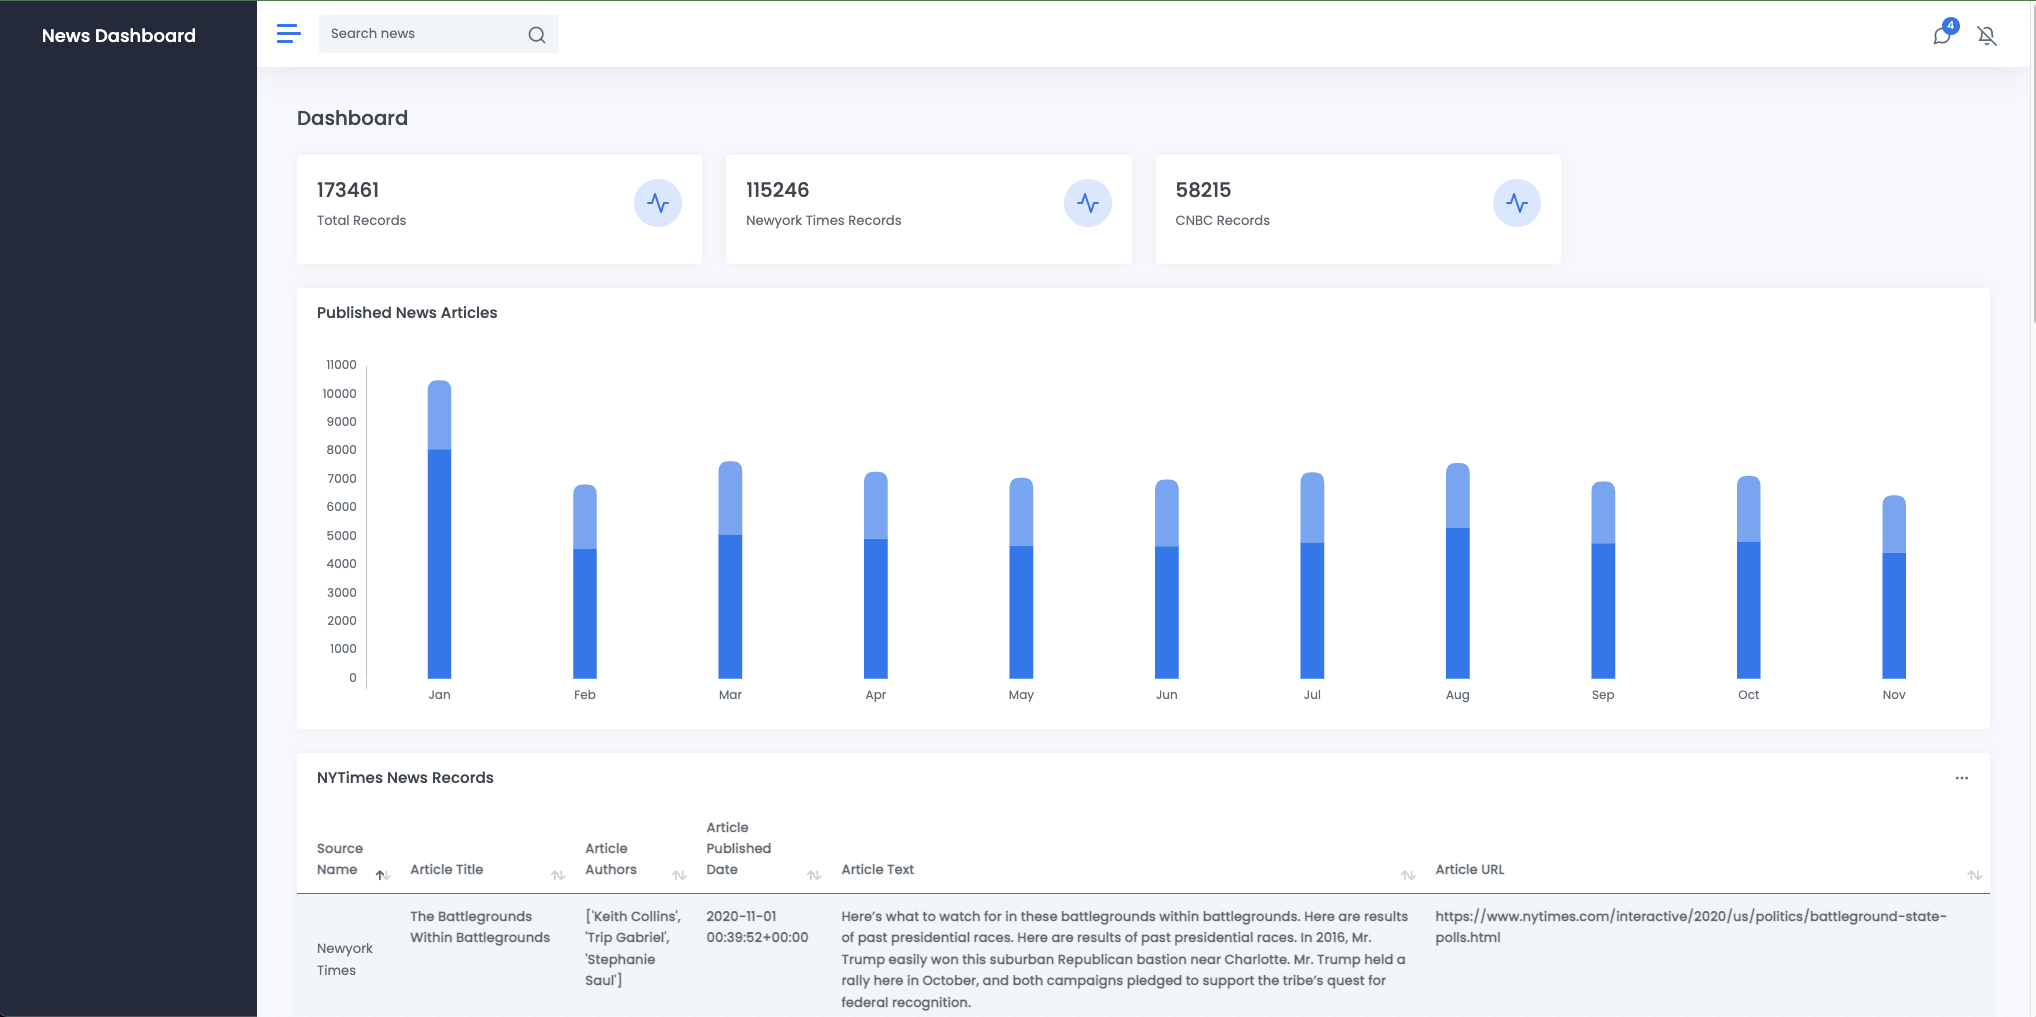 News Dashboard
Search news
4
Dashboard
173461
Total Records
115246
Newyork Times Records
58215
CNBC Records
Published News Articles
11000
10000
9000
8000
7000
6000
5000
4000
3000
2000
1000
0
Jan Feb Mar Apr May Jun Jul Aug Sep Oct Nov
NYTimes News Records
Source
Name
Article Title
Article
Authors
Article
Published
Date
Article Text
Article URL
Newyork
Times
The Battlegrounds
Within Battlegrounds
['Keith Collins',
'Trip Gabriel',
'Stephanie
Saul']
2020-11-01
00:39:52+00:00
Here’s what to watch for in these battlegrounds within battlegrounds. Here are results
of past presidential races. Here are results of past presidential races. In 2016, Mr.
Trump easily won this suburban Republican bastion near Charlotte. Mr. Trump held a
rally here in October, and both campaigns pledged to support the tribe’s quest for
federal recognition.
https://www.nytimes.com/interactive/2020/us/politics/battleground-state-
polls.html